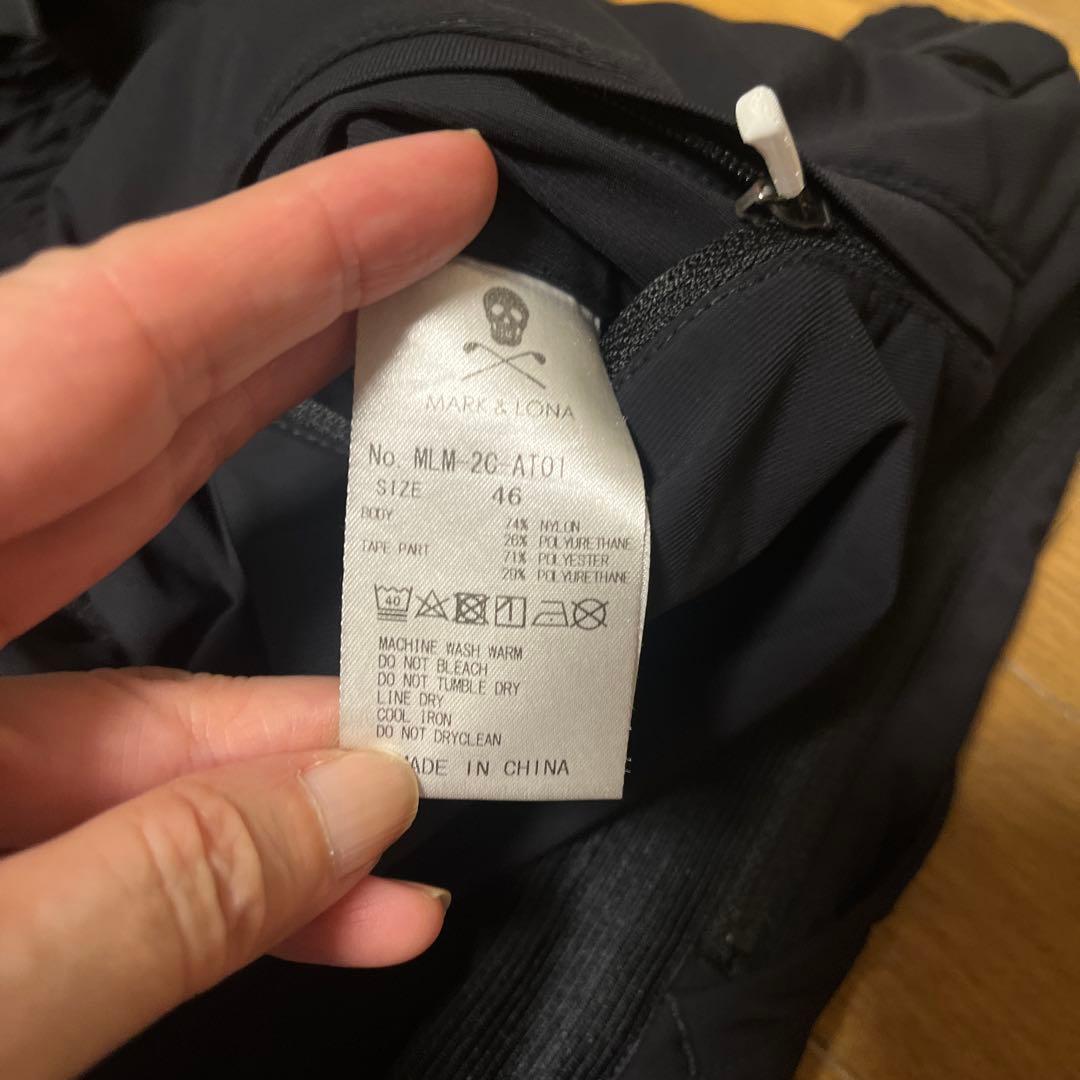 MARK & LONA
No. MLM-2C-AT01
SIZE 46
BODY 74% NYLON
26% POLYURETHANE
TAPE PART 71% POLYESTER
29% POLYURETHANE
40
MACHINE WASH WARM
DO NOT BLEACH
DO NOT TUMBLE DRY
LINE DRY
COOL IRON
DO NOT DRYCLEAN
MADE IN CHINA